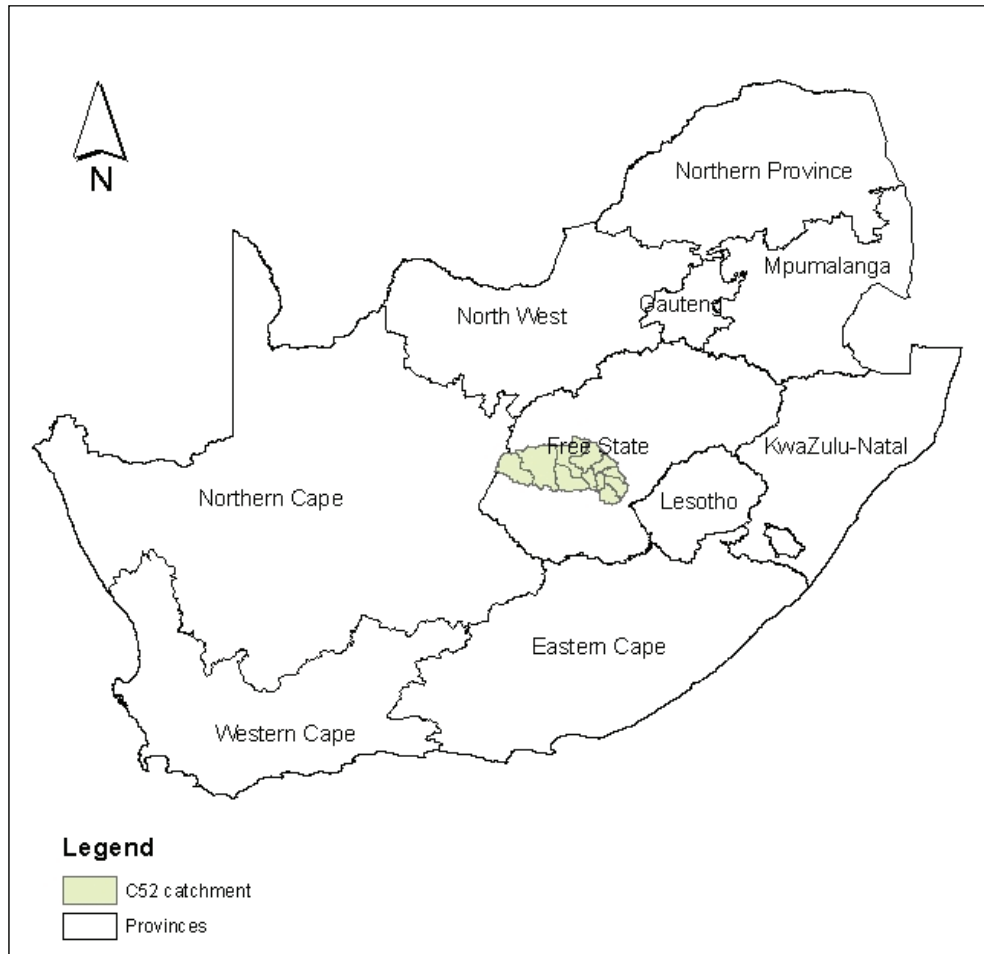 N
Northern Province
Mpumalanga
Gauteng
North West
Free State
KwaZulu-Natal
Northern Cape
Lesotho
Eastern Cape
Western Cape
Legend
C52 catchment
Provinces